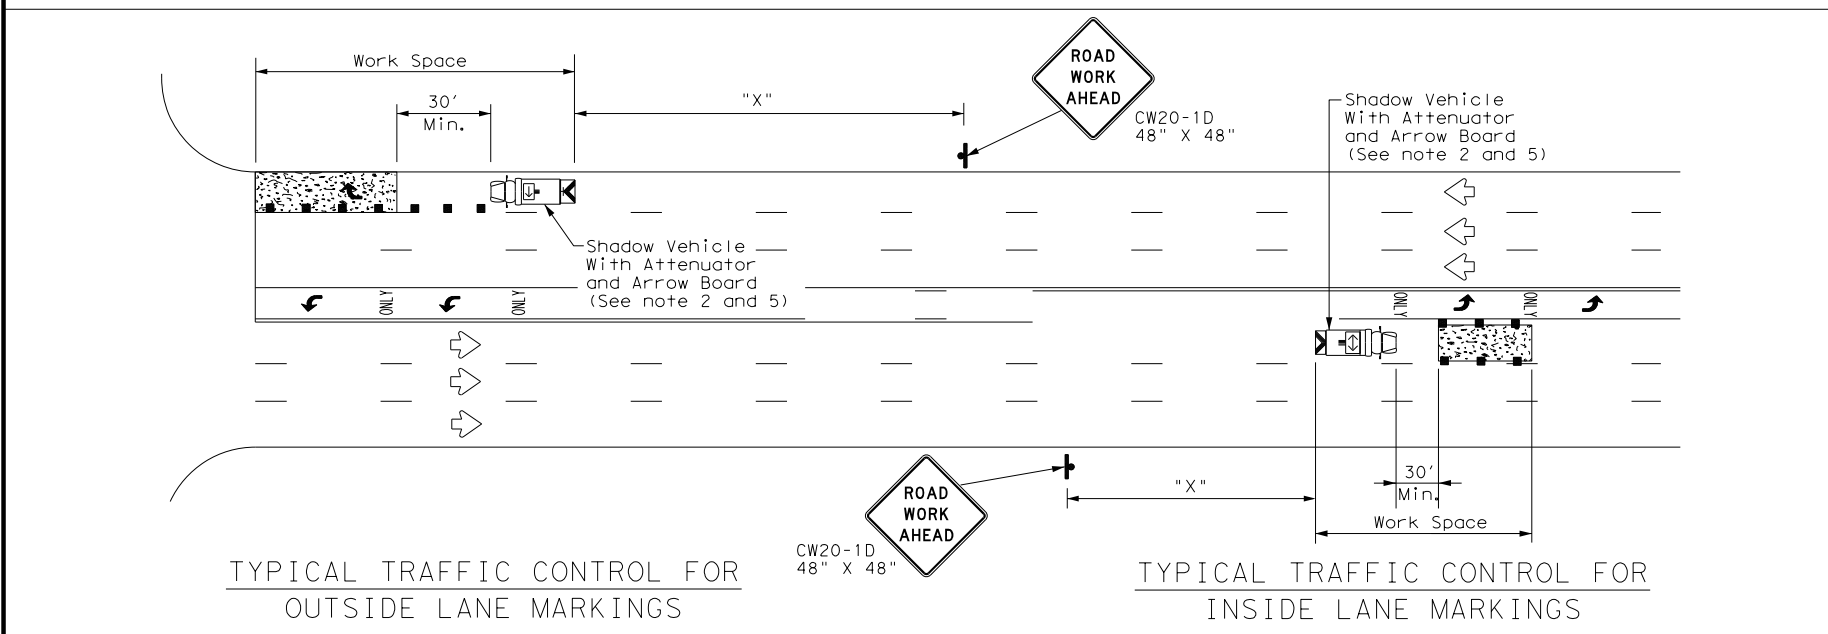 Work Space
30'
Min.
"X"
ROAD
WORK
AHEAD
CW20-1D
48" X 48"
Shadow Vehicle
With Attenuator
and Arrow Board
(See note 2 and 5)
Shadow Vehicle
With Attenuator
and Arrow Board
(See note 2 and 5)
ONLY
ONLY
ONLY
ONLY
ROAD
WORK
AHEAD
CW20-1D
48" X 48"
"X"
30'
Min.
Work Space
TYPICAL TRAFFIC CONTROL FOR
OUTSIDE LANE MARKINGS
TYPICAL TRAFFIC CONTROL FOR
INSIDE LANE MARKINGS